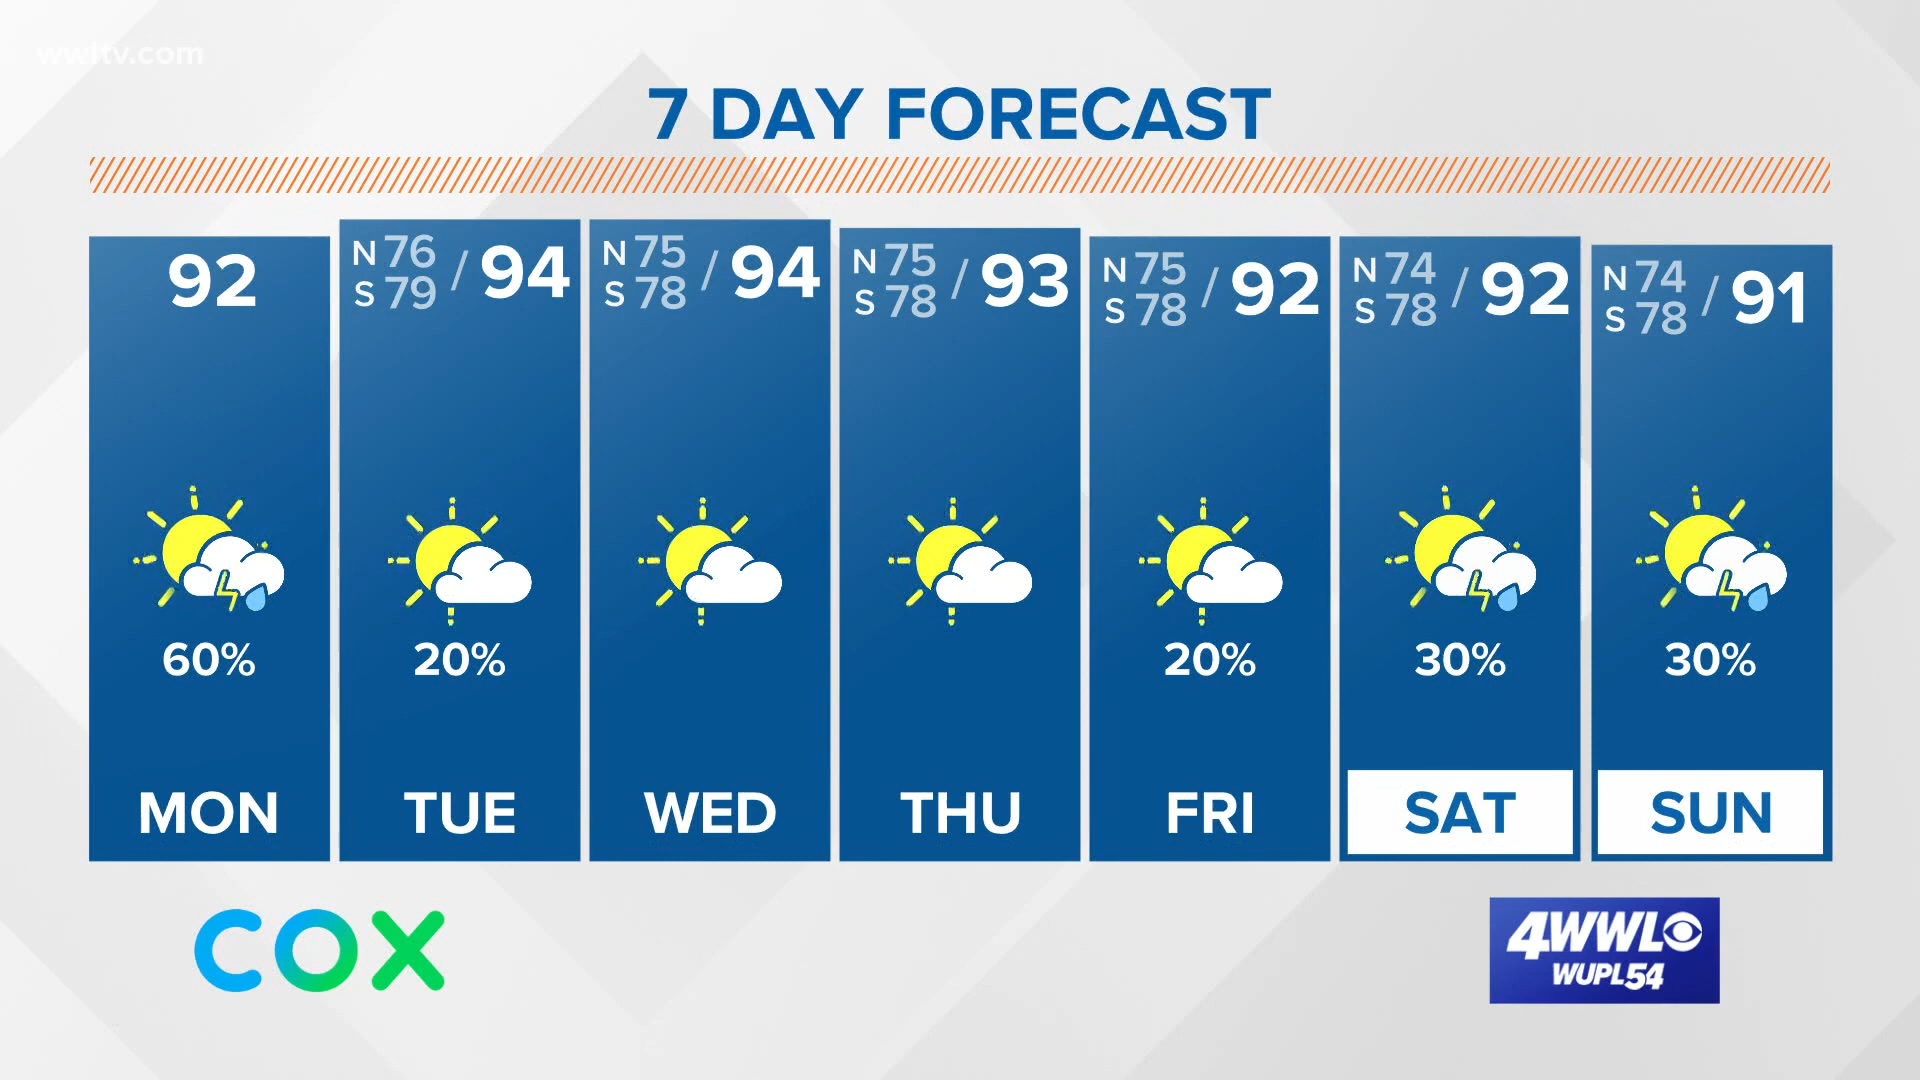 wwltv.com
7 DAY FORECAST
92
60%
MON
N 76 / 94
S 79
20%
TUE
N 75 / 94
S 78
WED
N 75 / 93
S 78
THU
N 75 / 92
S 78
20%
FRI
N 74 / 92
S 78
30%
SAT
N 74 / 91
S 78
30%
SUN
COX
4WWL
WUPL54